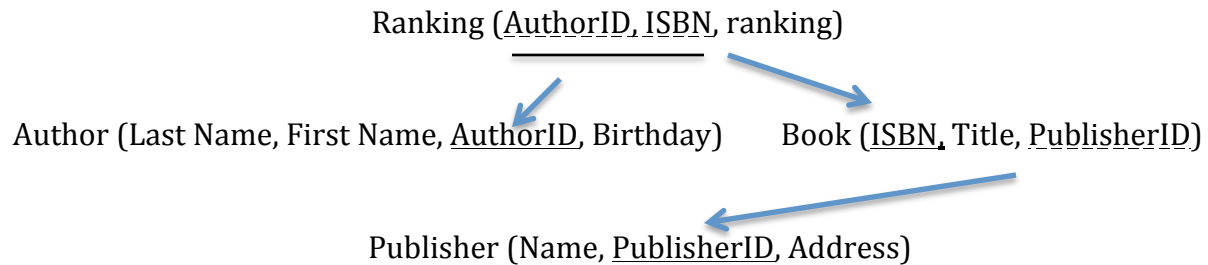 Ranking (AuthorID, ISBN, ranking)
Author (Last Name, First Name, AuthorID, Birthday) Book (ISBN, Title, PublisherID)
Publisher (Name, PublisherID, Address)